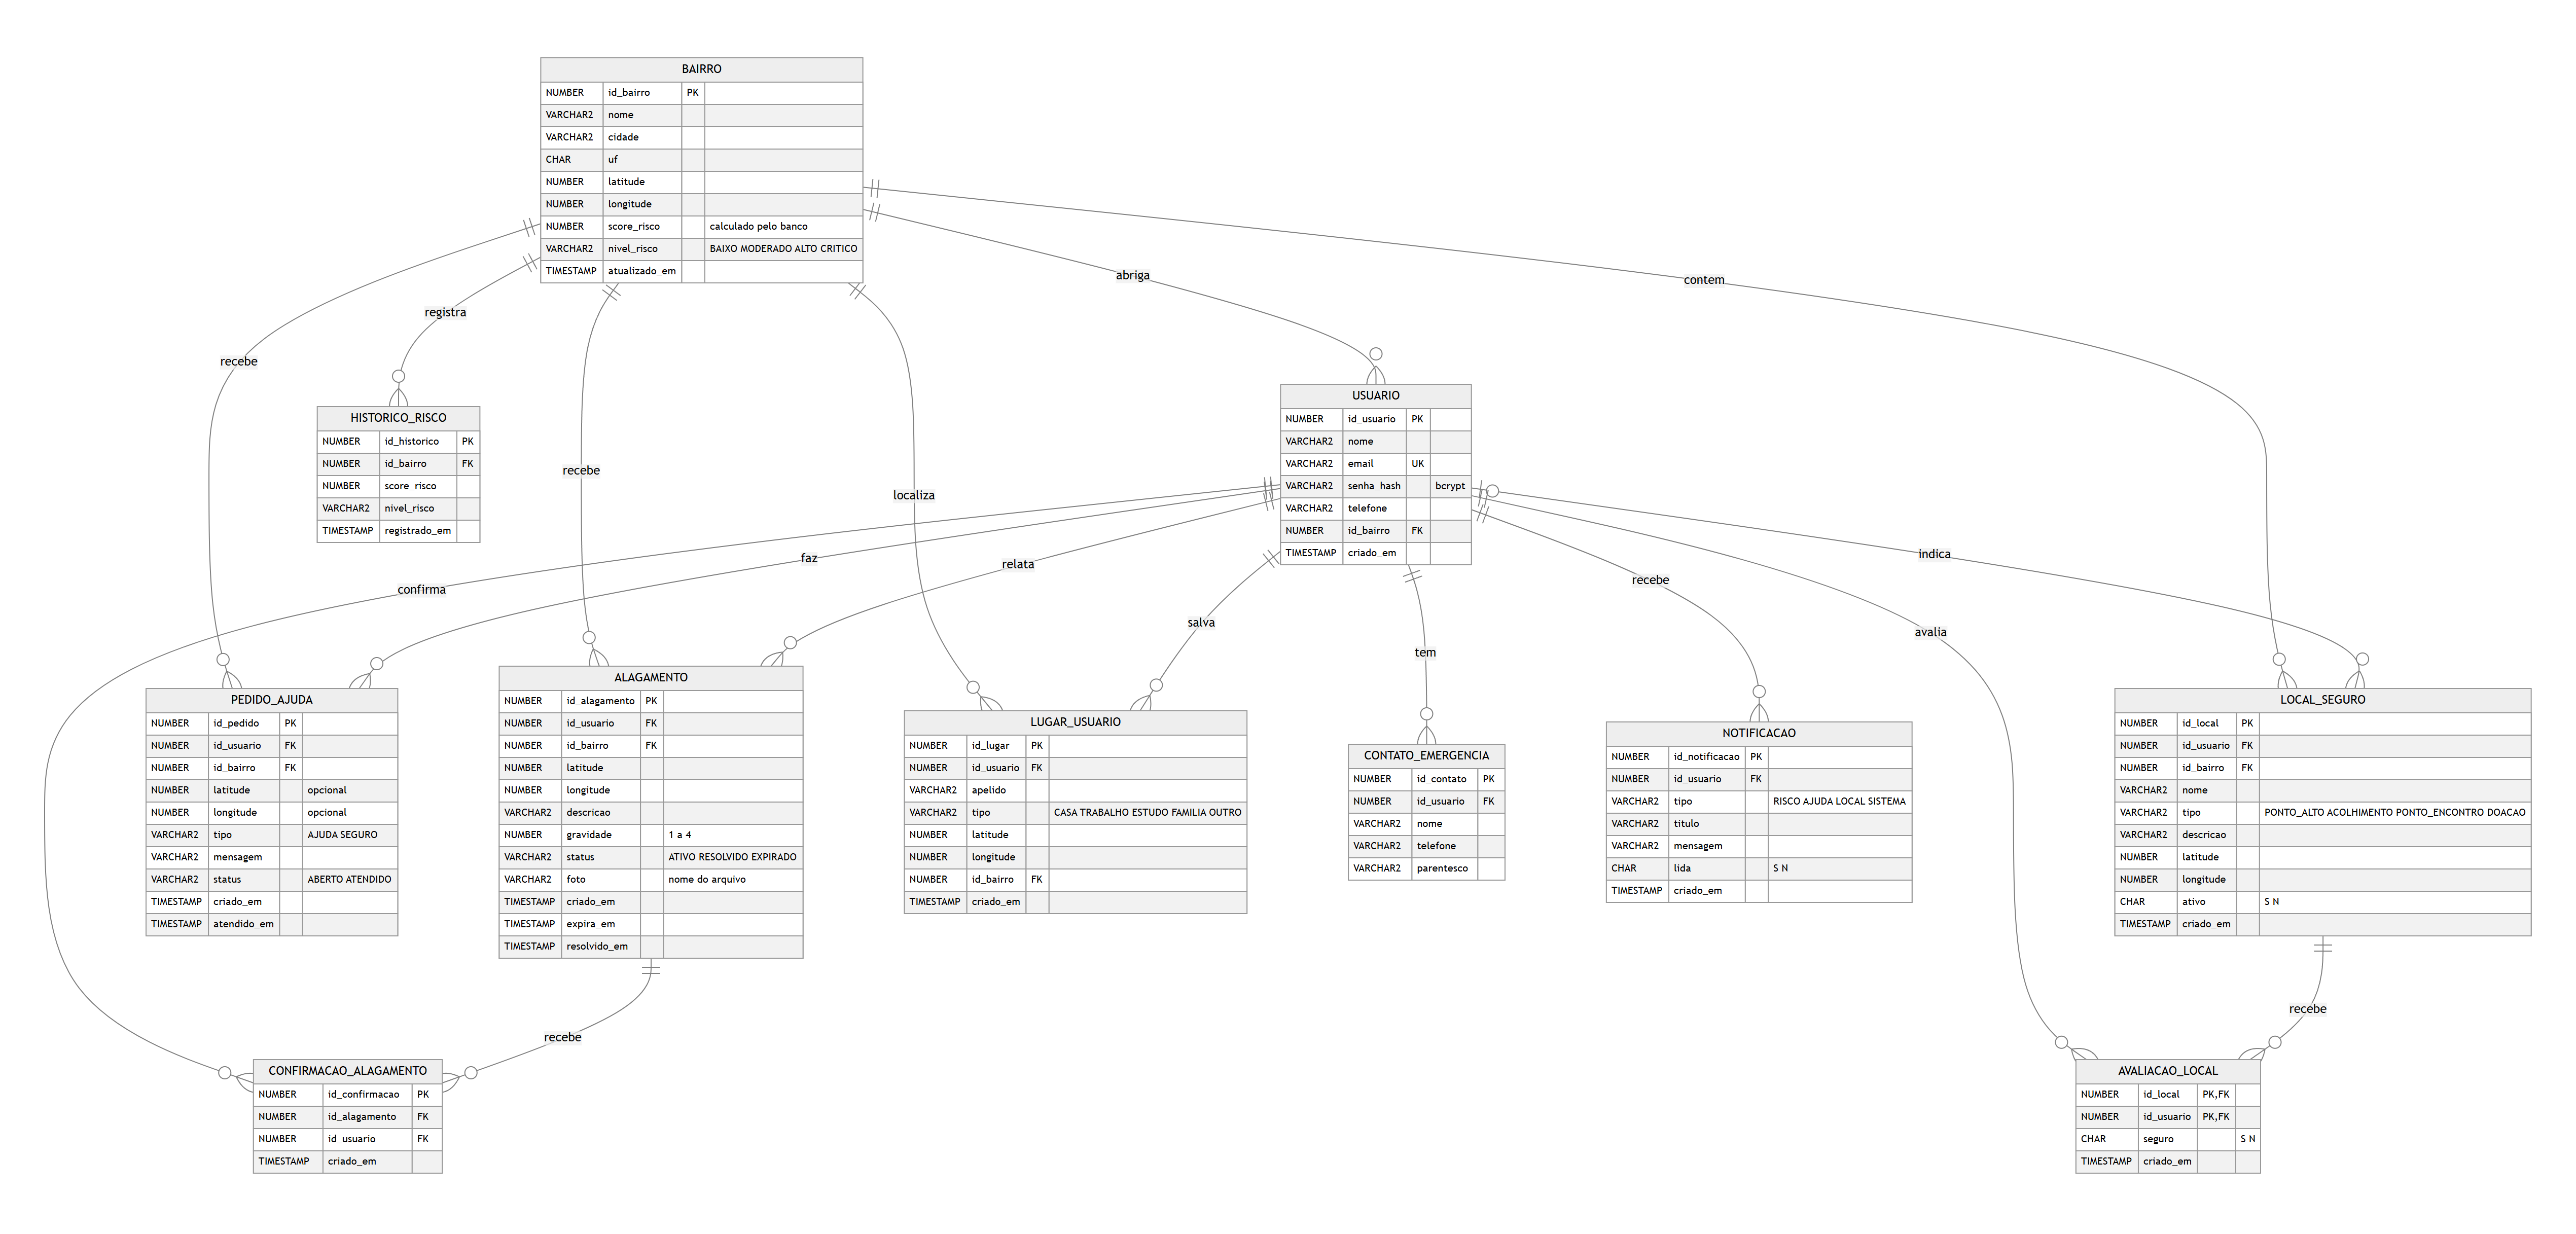 BAIRRO
NUMBER id_bairro PK
VARCHAR2 nome
VARCHAR2 cidade
CHAR uf
NUMBER latitude
NUMBER longitude
NUMBER score_risco calculado pelo banco
VARCHAR2 nivel_risco BAIXO MODERADO ALTO CRITICO
TIMESTAMP atualizado_em
abriga
contem
registra
recebe
HISTORICO_RISCO
NUMBER id_historico PK
NUMBER id_bairro FK
NUMBER score_risco
VARCHAR2 nivel_risco
TIMESTAMP registrado_em
recebe
localiza
USUARIO
NUMBER id_usuario PK
VARCHAR2 nome
VARCHAR2 email UK
VARCHAR2 senha_hash bcrypt
VARCHAR2 telefone
NUMBER id_bairro FK
TIMESTAMP criado_em
confirma
faz
relata
salva
tem
recebe
indica
avalia
PEDIDO_AJUDA
NUMBER id_pedido PK
NUMBER id_usuario FK
NUMBER id_bairro FK
NUMBER latitude opcional
NUMBER longitude opcional
VARCHAR2 tipo AJUDA SEGURO
VARCHAR2 mensagem
VARCHAR2 status ABERTO ATENDIDO
TIMESTAMP criado_em
TIMESTAMP atendido_em
ALAGAMENTO
NUMBER id_alagamento PK
NUMBER id_usuario FK
NUMBER id_bairro FK
NUMBER latitude
NUMBER longitude
VARCHAR2 descricao
NUMBER gravidade 1 a 4
VARCHAR2 status ATIVO RESOLVIDO EXPIRADO
VARCHAR2 foto nome do arquivo
TIMESTAMP criado_em
TIMESTAMP expira_em
TIMESTAMP resolvido_em
LUGAR_USUARIO
NUMBER id_lugar PK
NUMBER id_usuario FK
VARCHAR2 apelido
VARCHAR2 tipo CASA TRABALHO ESTUDO FAMILIA OUTRO
NUMBER latitude
NUMBER longitude
NUMBER id_bairro FK
TIMESTAMP criado_em
CONTATO_EMERGENCIA
NUMBER id_contato PK
NUMBER id_usuario FK
VARCHAR2 nome
VARCHAR2 telefone
VARCHAR2 parentesco
NOTIFICACAO
NUMBER id_notificacao PK
NUMBER id_usuario FK
VARCHAR2 tipo RISCO AJUDA LOCAL SISTEMA
VARCHAR2 titulo
VARCHAR2 mensagem
CHAR lida S N
TIMESTAMP criado_em
LOCAL_SEGURO
NUMBER id_local PK
NUMBER id_usuario FK
NUMBER id_bairro FK
VARCHAR2 nome
VARCHAR2 tipo PONTO_ALTO ACOLHIMENTO PONTO_ENCONTRO DOACAO
VARCHAR2 descricao
NUMBER latitude
NUMBER longitude
CHAR ativo S N
TIMESTAMP criado_em
recebe
recebe
CONFIRMACAO_ALAGAMENTO
NUMBER id_confirmacao PK
NUMBER id_alagamento FK
NUMBER id_usuario FK
TIMESTAMP criado_em
AVALIACAO_LOCAL
NUMBER id_local PK,FK
NUMBER id_usuario PK,FK
CHAR seguro S N
TIMESTAMP criado_em